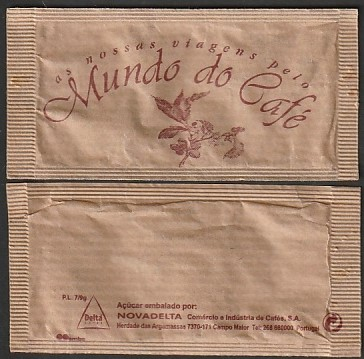 as nossas viagens pelo
Mundo do Café
P.L: 7/9g
Delta
Açúcar embalado por:
NOVADELTA Comércio e Indústria de Cafés, S.A.
Herdade das Argamassas 7370-171 Campo Maior Tel: 268 680000 Portugal